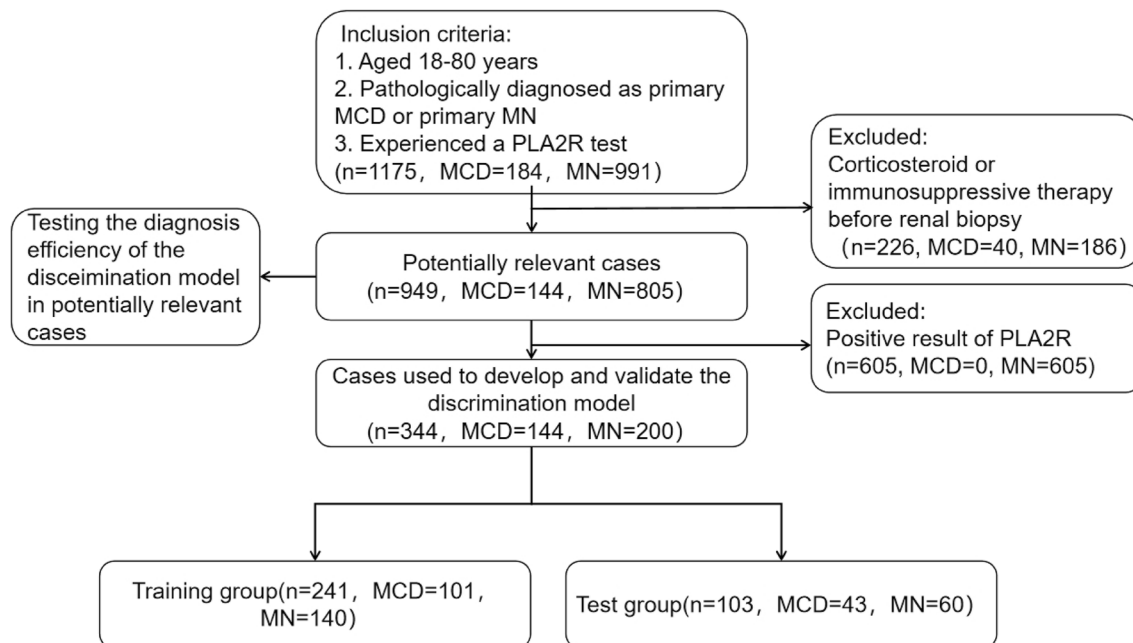 Inclusion criteria:
1. Aged 18-80 years
2. Pathologically diagnosed as primary
MCD or primary MN
3. Experienced a PLA2R test
(n=1175，MCD=184，MN=991)
Excluded:
Corticosteroid or
immunosuppressive therapy
before renal biopsy
(n=226, MCD=40, MN=186)
Testing the diagnosis
efficiency of the
disceimination model
in potentially relevant
cases
Potentially relevant cases
(n=949，MCD=144，MN=805)
Excluded:
Positive result of PLA2R
(n=605, MCD=0, MN=605)
Cases used to develop and validate the
discrimination model
(n=344，MCD=144，MN=200)
Training group(n=241，MCD=101，
MN=140)
Test group(n=103，MCD=43，MN=60)